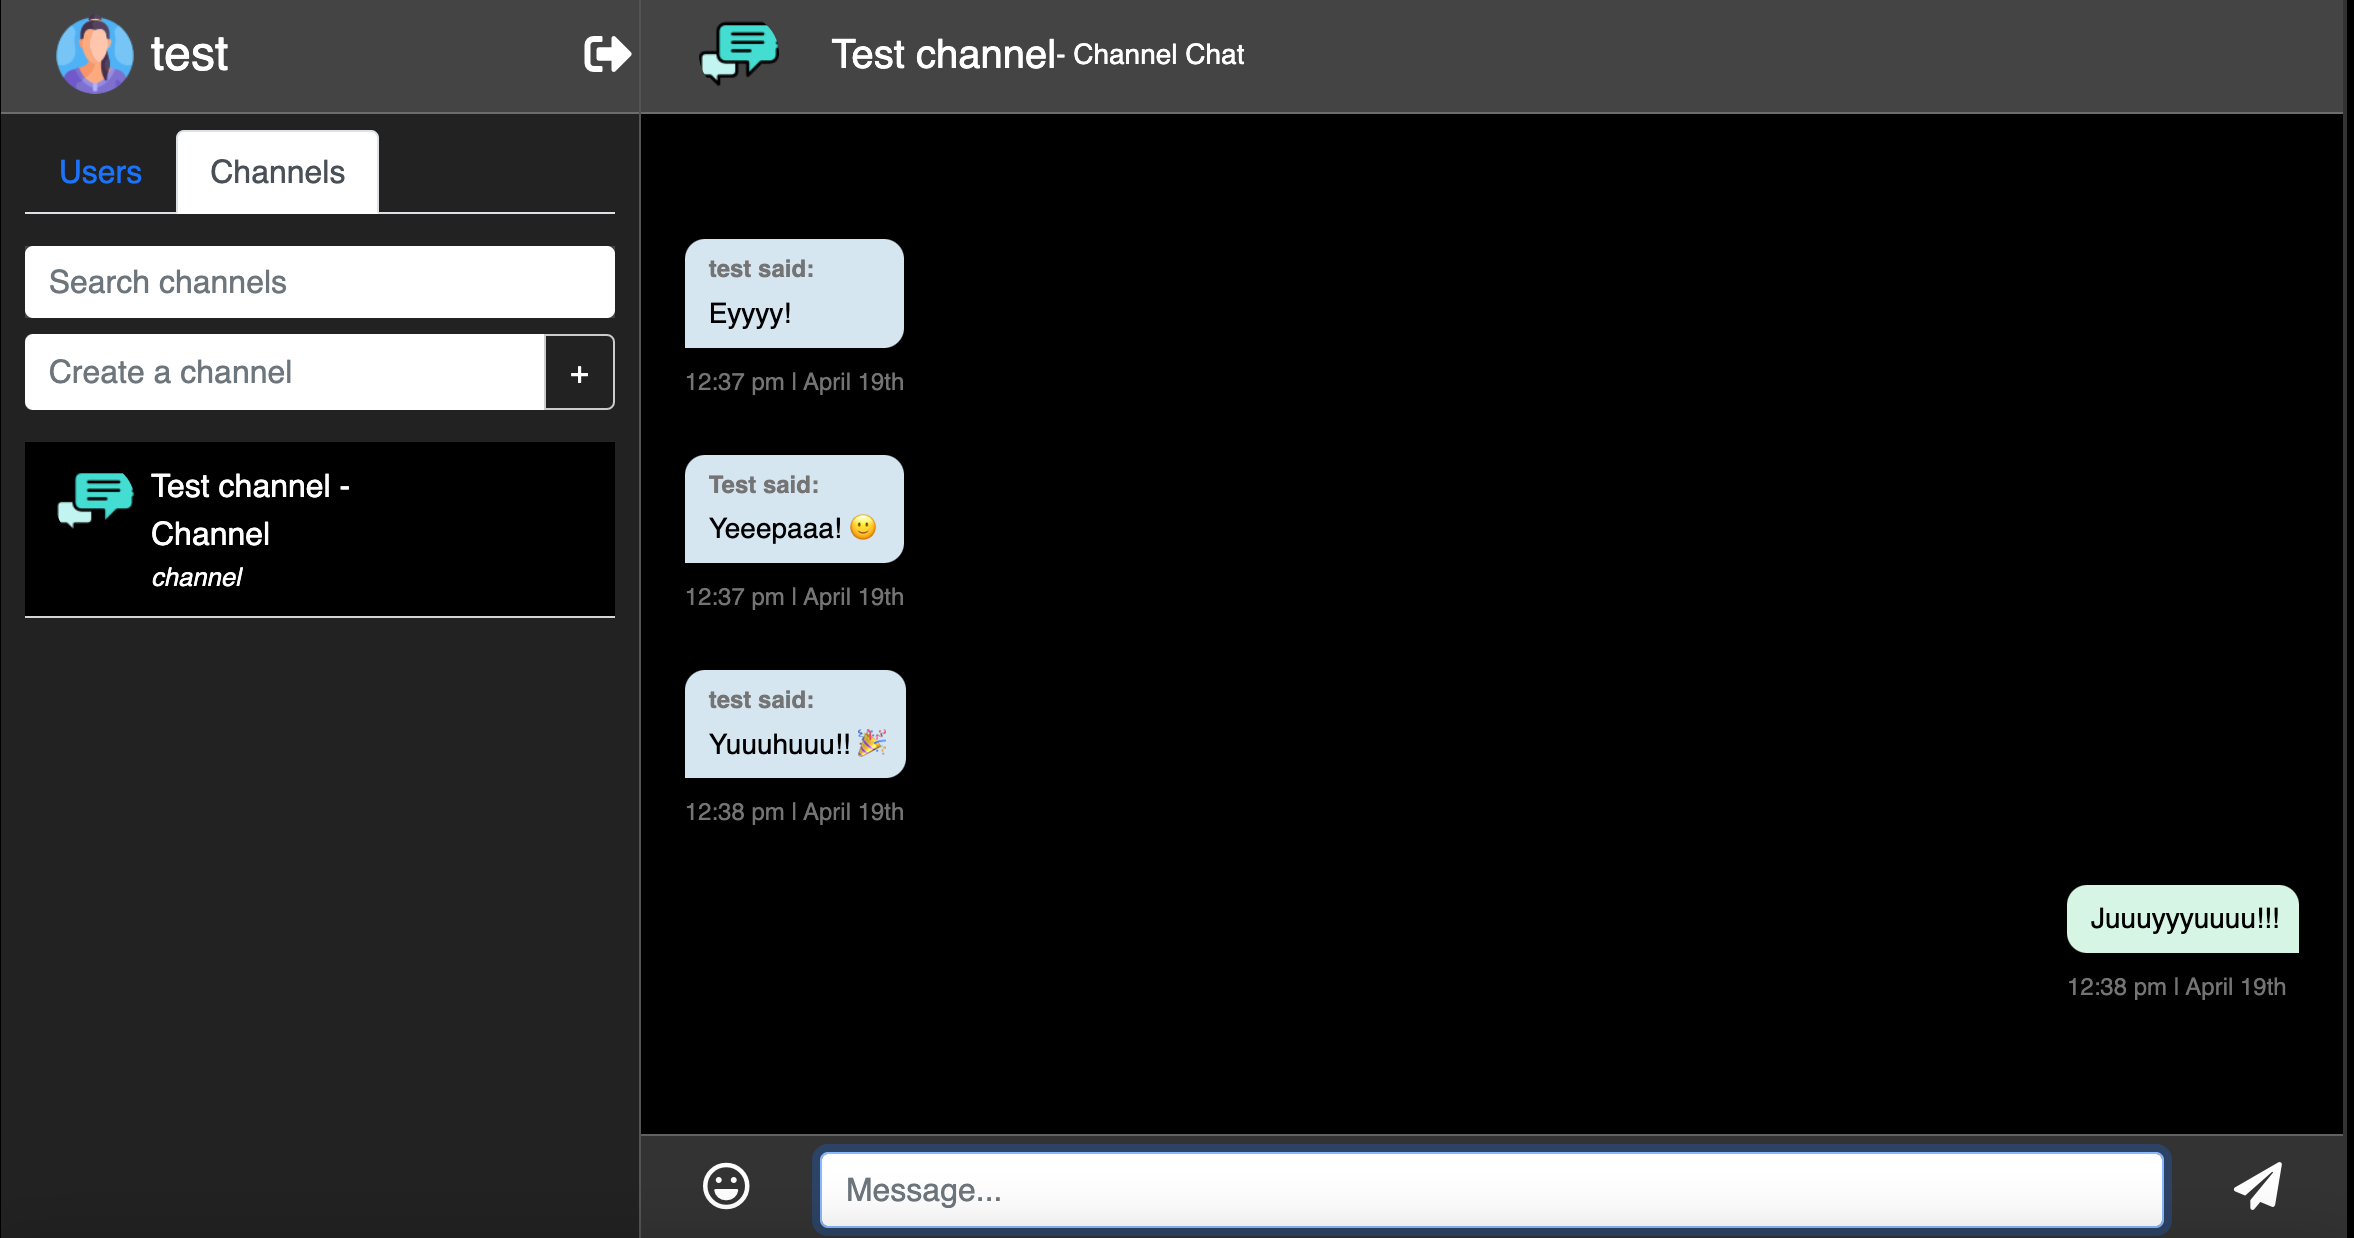 test
Users
Channels
Search channels
Create a channel
+
Test channel -
Channel
channel
Test channel- Channel Chat
test said:
Eyyyy!
12:37 pm | April 19th
Test said:
Yeeepaaa! 🙂
12:37 pm | April 19th
test said:
Yuuuhuuu!! 🎉
12:38 pm | April 19th
Juuuyyyuuuu!!!
12:38 pm | April 19th
Message...